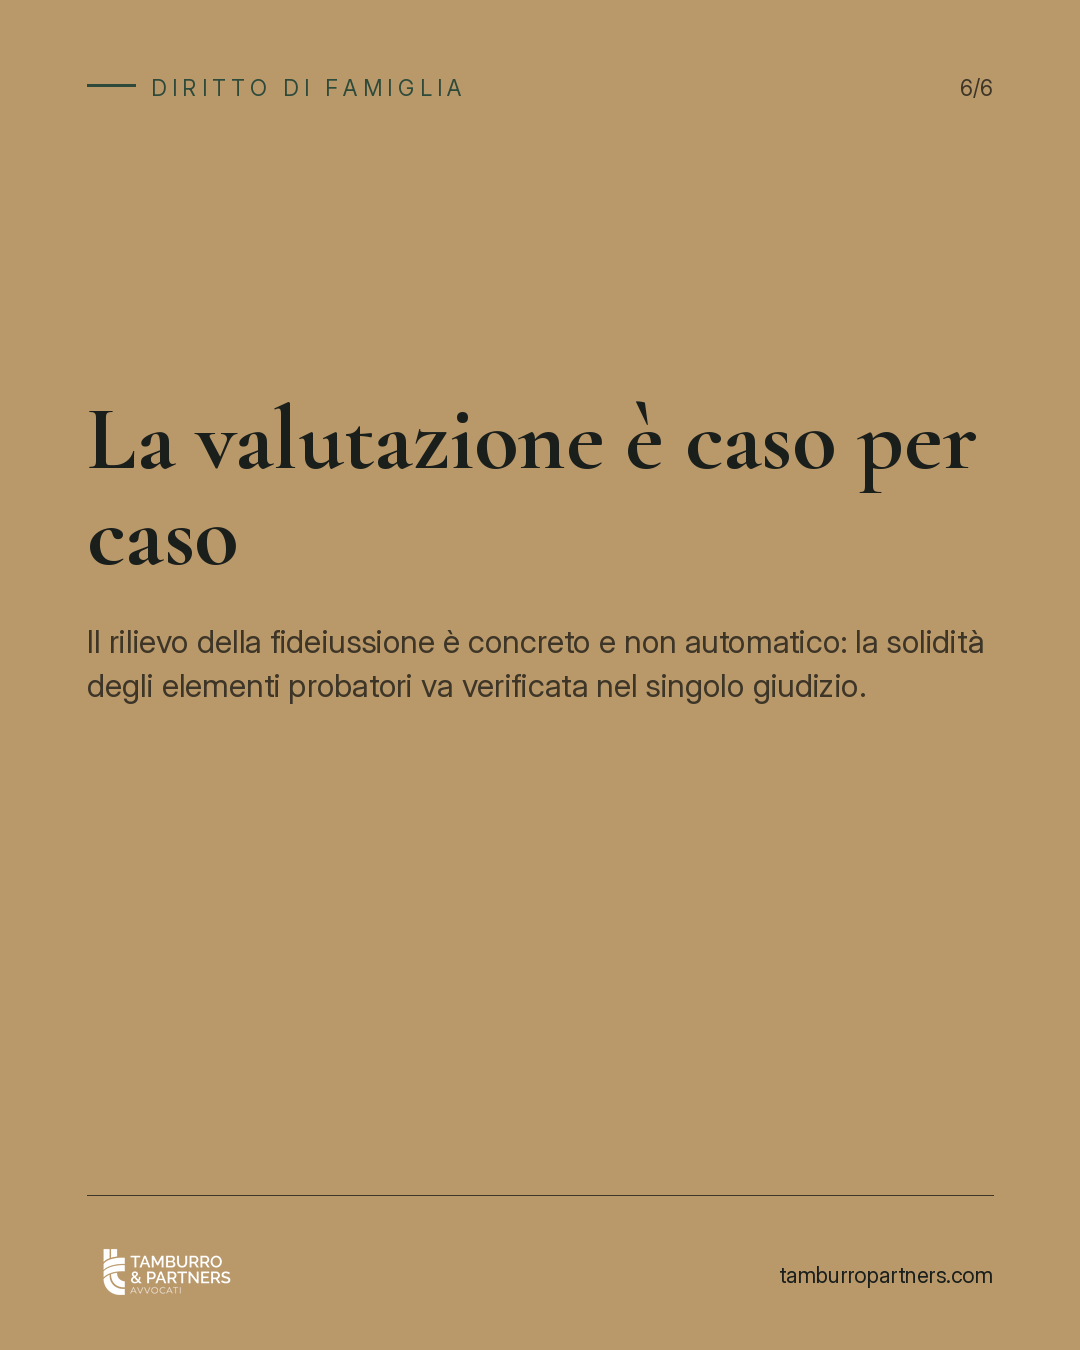 DIRITTO DI FAMIGLIA
6/6
La valutazione è caso per
caso
Il rilievo della fideiussione è concreto e non automatico: la solidità
degli elementi probatori va verificata nel singolo giudizio.
TAMBURRO
& PARTNERS
AVVOCATI
tamburropartners.com